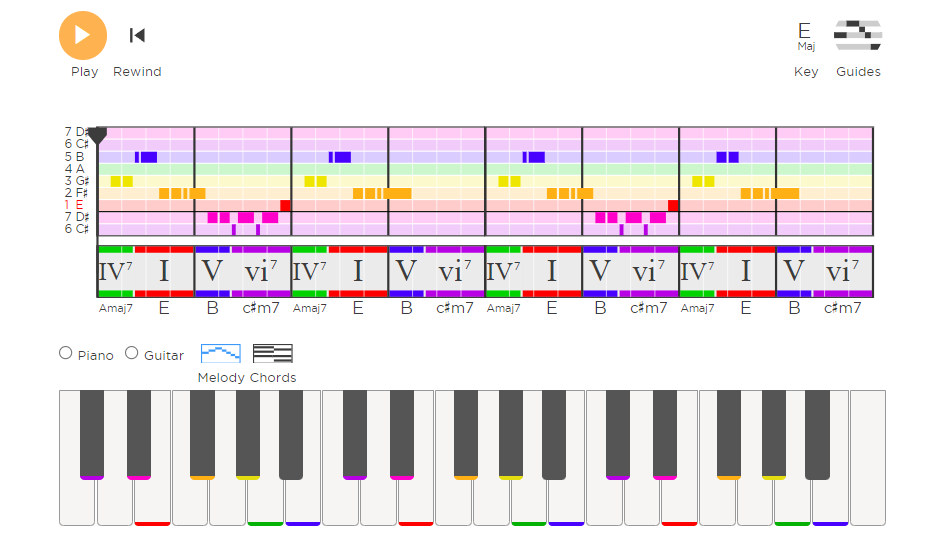 E
Maj
Play Rewind Key Guides
7 D♯
6 C♯
5 B
4 A
3 G♯
2 F♯
1 E
7 D♯
6 C♯
IV7 I V vi7 IV7 I V vi7 IV7 I V vi7 IV7 I V vi7
Amaj7 E B c♯m7 Amaj7 E B c♯m7 Amaj7 E B c♯m7 Amaj7 E B c♯m7
Piano Guitar
Melody Chords